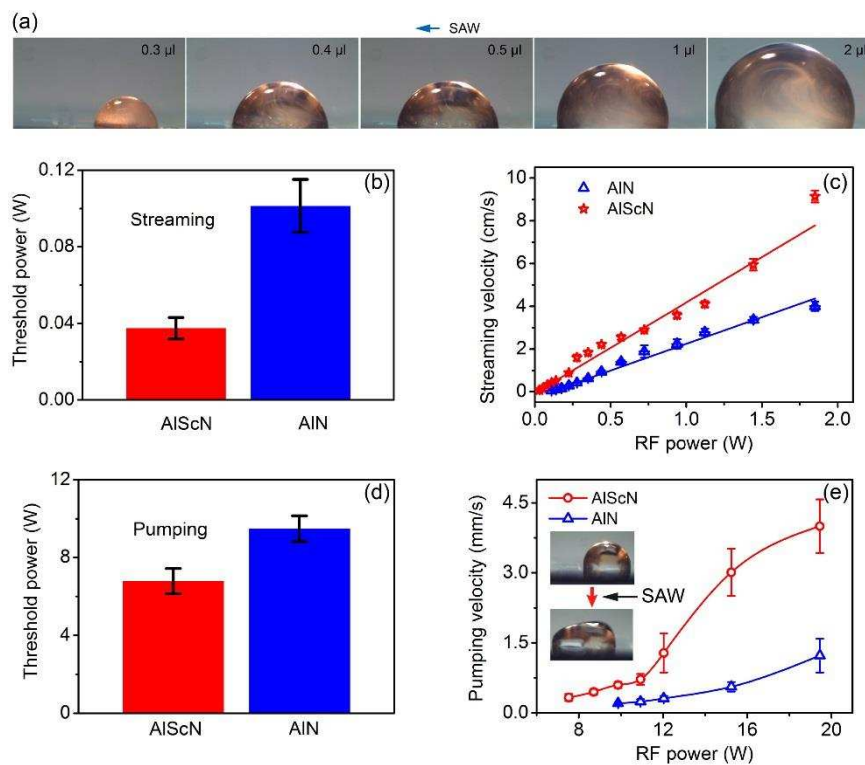 (a)
SAW
0.3 µl
0.4 µl
0.5 µl
1 µl
2 µl
(b)
Threshold power (W)
0.12
0.08
0.04
0.00
Streaming
AlScN
AlN
(c)
Streaming velocity (cm/s)
10
8
6
4
2
0
AlN
AlScN
0.0
0.5
1.0
1.5
2.0
RF power (W)
(d)
Threshold power (W)
12
9
6
3
0
Pumping
AlScN
AlN
(e)
Pumping velocity (mm/s)
4.5
3.0
1.5
0.0
AlScN
AlN
SAW
8
12
16
20
RF power (W)